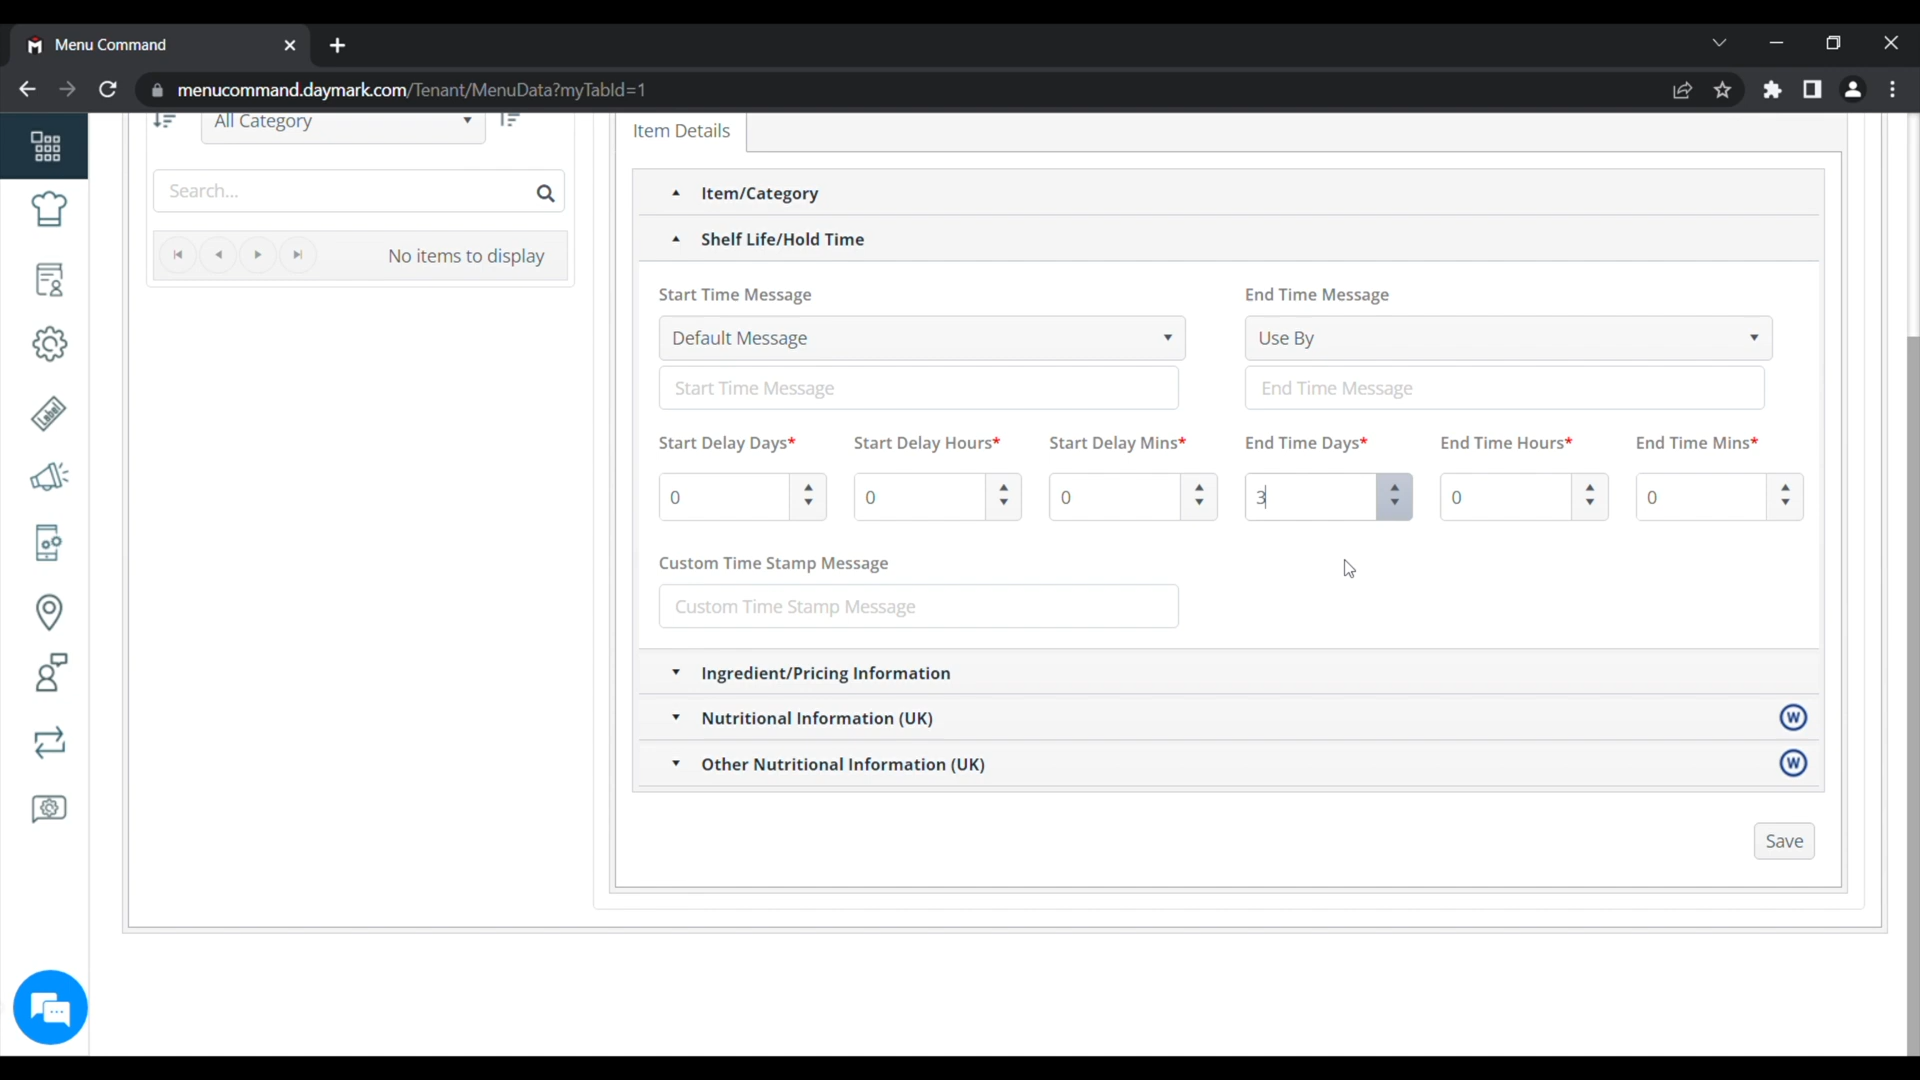 Menu Command
menucommand.daymark.com/Tenant/MenuData?myTabId=1
All Category
Item Details
Search...
No items to display
Item/Category
Shelf Life/Hold Time
Start Time Message
End Time Message
Default Message
Use By
Start Time Message
End Time Message
Start Delay Days* Start Delay Hours* Start Delay Mins* End Time Days* End Time Hours* End Time Mins*
0 0 0 3 0 0
Custom Time Stamp Message
Custom Time Stamp Message
Ingredient/Pricing Information
Nutritional Information (UK) W
Other Nutritional Information (UK) W
Save
Label